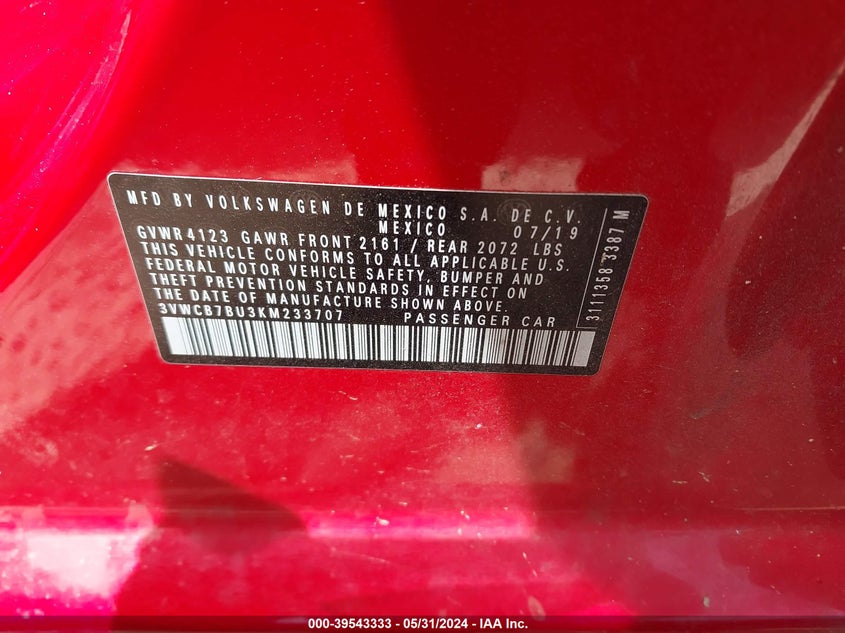 MFD BY VOLKSWAGEN DE MEXICO S.A. DE C.V.
MEXICO 07/19
GVWR 4123 GAWR FRONT 2161 / REAR 2072 LBS
THIS VEHICLE CONFORMS TO ALL APPLICABLE U.S.
FEDERAL MOTOR VEHICLE SAFETY, BUMPER AND
THEFT PREVENTION STANDARDS IN EFFECT ON
THE DATE OF MANUFACTURE SHOWN ABOVE.
3VWCB7BU3KM233707 PASSENGER CAR
3111368 3387 M
000-39543333 - 05/31/2024 - IAA Inc.